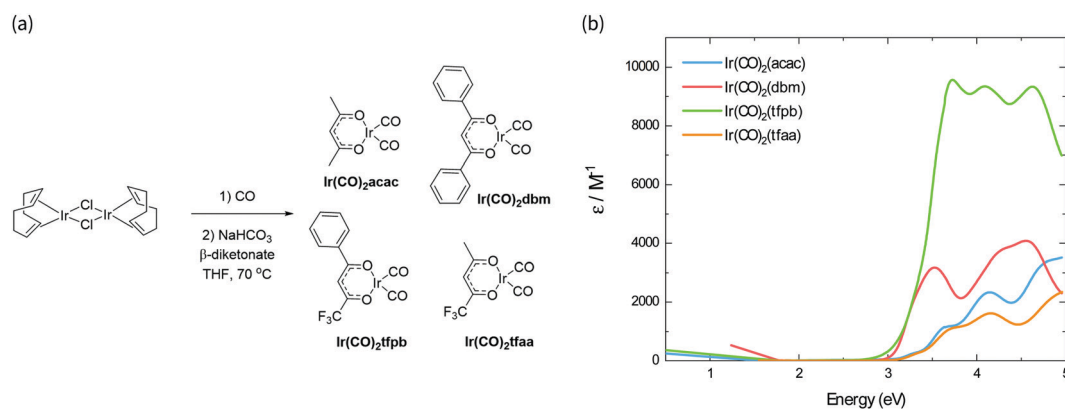 (a)
1) CO
2) NaHCO3
β-diketonate
THF, 70 °C
Ir
Cl
Cl
Ir
O
O
Ir
CO
CO
Ir(CO)2acac
O
O
Ir
CO
CO
Ir(CO)2dbm
O
O
Ir
CO
CO
F3C
Ir(CO)2tfpb
O
O
Ir
CO
CO
F3C
Ir(CO)2tfaa
(b)
Ir(CO)2(acac)
Ir(CO)2(dbm)
Ir(CO)2(tfpb)
Ir(CO)2(tfaa)
ε / M-1
10000
8000
6000
4000
2000
0
1
2
3
4
5
Energy (eV)